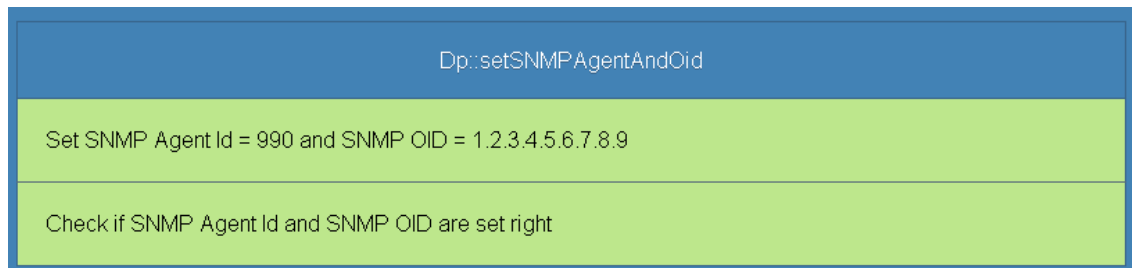 Dp::setSNMPAgentAndOid
Set SNMP Agent Id = 990 and SNMP OID = 1.2.3.4.5.6.7.8.9
Check if SNMP Agent Id and SNMP OID are set right